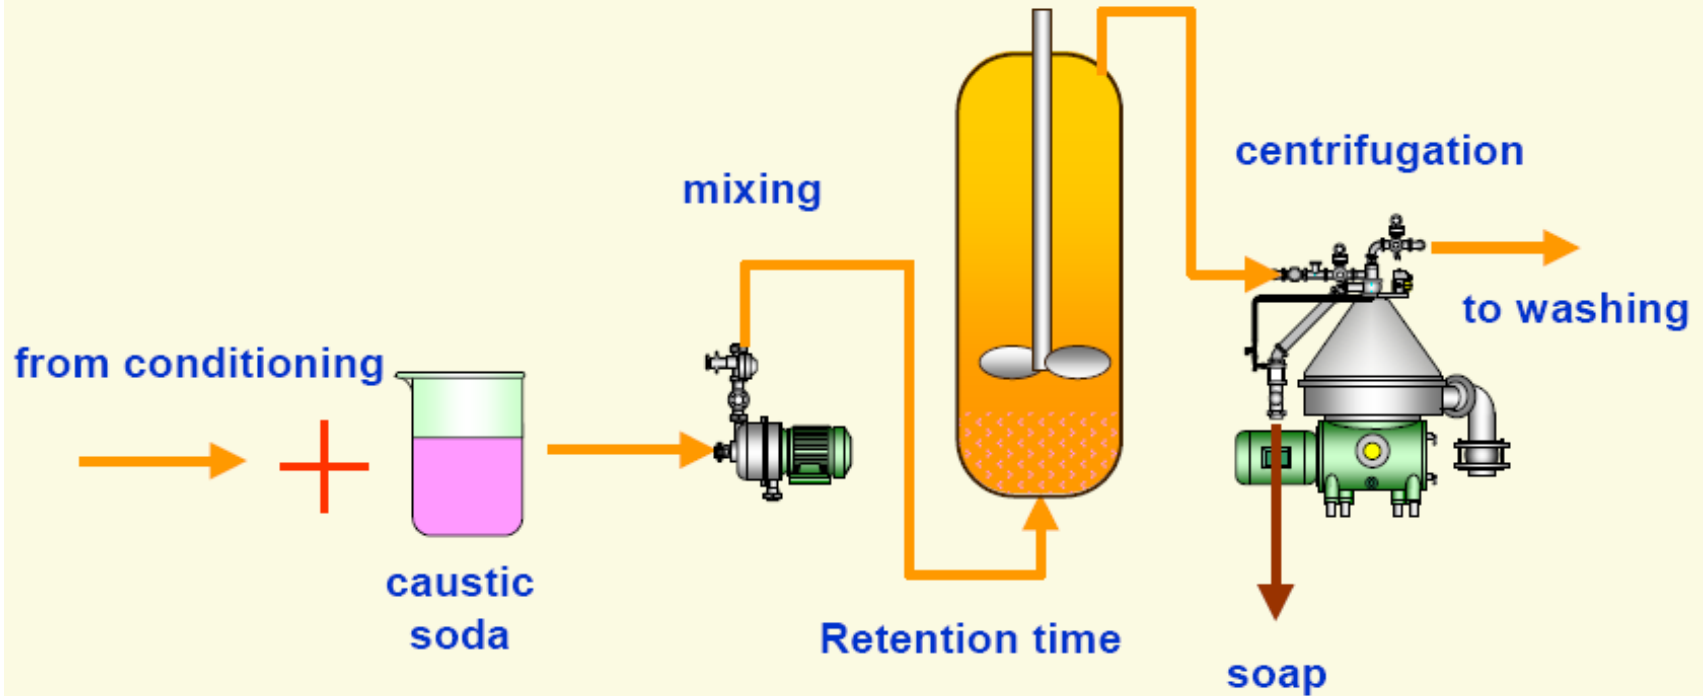 from conditioning
caustic
soda
mixing
Retention time
centrifugation
to washing
soap